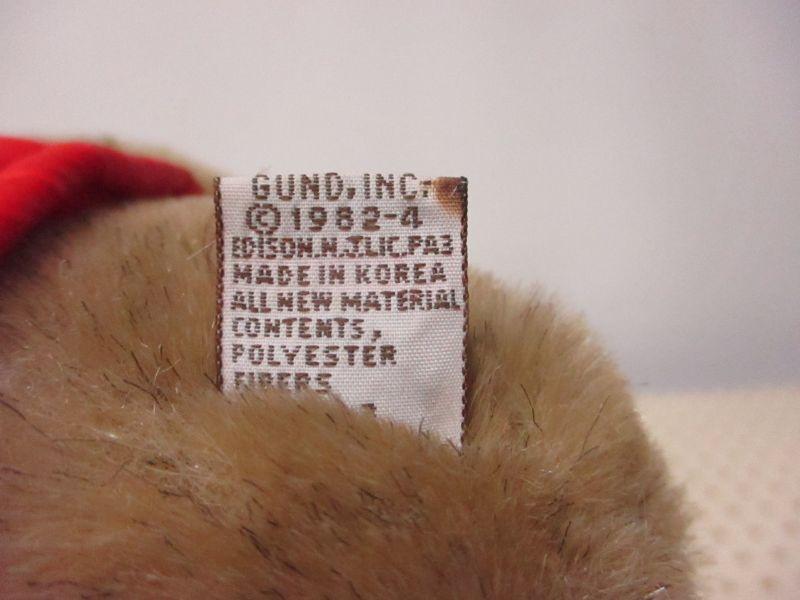 GUND, INC.
© 1982-4
EDISON.N.J.LIC.PA3
MADE IN KOREA
ALL NEW MATERIAL
CONTENTS,
POLYESTER
FIBERS